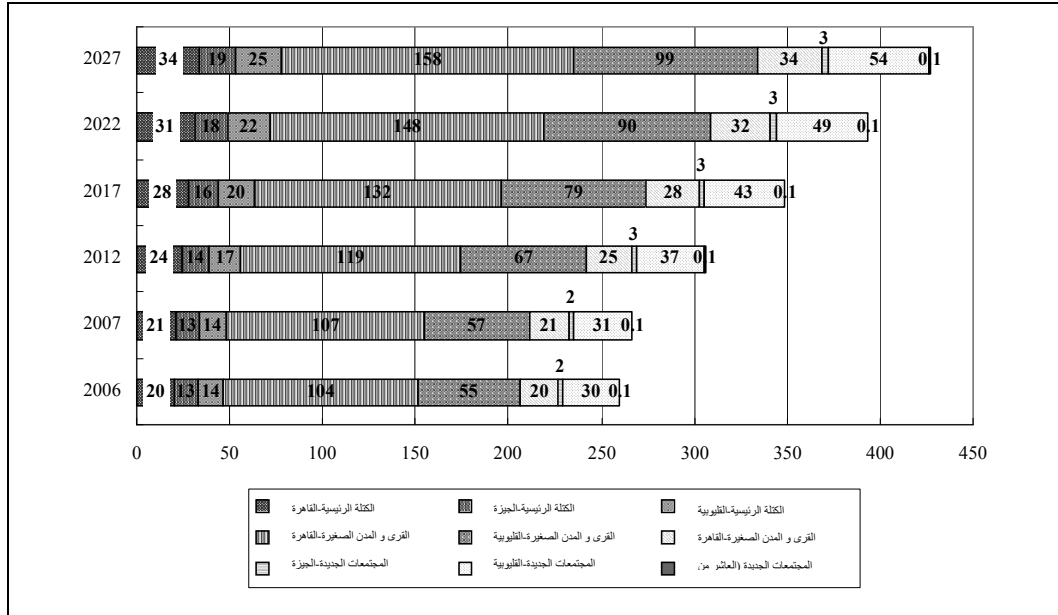 3
2027 34 19 25 158 99 34 54 0.1
3
2022 31 18 22 148 90 32 49 0.1
3
2017 28 16 20 132 79 28 43 0.1
3
2012 24 14 17 119 67 25 37 0.1
2
2007 21 13 14 107 57 21 31 0.1
2
2006 20 13 14 104 55 20 30 0.1
0 50 100 150 200 250 300 350 400 450
الكتلة الرئيسية-القاهرة
الكتلة الرئيسية-الجيزة
الكتلة الرئيسية-القليوبية
القرى و المدن الصغيرة-القاهرة
القرى و المدن الصغيرة-القليوبية
القرى و المدن الصغيرة-القاهرة
المجتمعات الجديدة-الجيزة
المجتمعات الجديدة-القليوبية
المجتمعات الجديدة (العاشر من